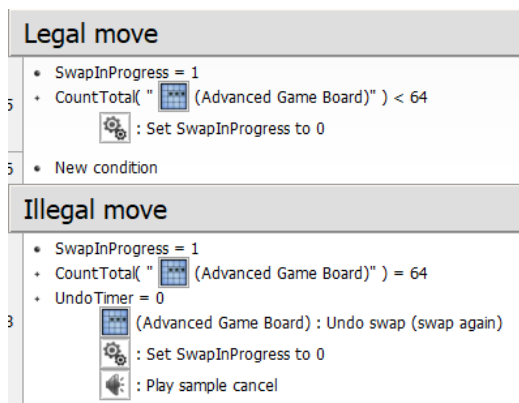 Legal move
• SwapInProgress = 1
+ CountTotal( " (Advanced Game Board)" ) < 64
: Set SwapInProgress to 0
• New condition
Illegal move
• SwapInProgress = 1
+ CountTotal( " (Advanced Game Board)" ) = 64
+ UndoTimer = 0
(Advanced Game Board) : Undo swap (swap again)
: Set SwapInProgress to 0
: Play sample cancel